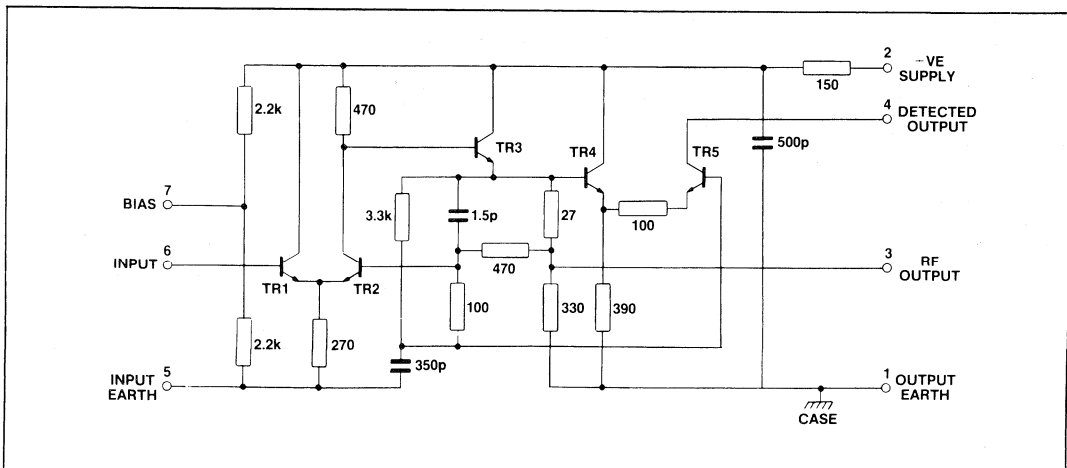 2
–VE
SUPPLY
150
4
DETECTED
OUTPUT
2.2k
470
TR3
TR4
TR5
500p
7
BIAS
3.3k
1.5p
27
100
6
INPUT
470
3
RF
OUTPUT
TR1
TR2
100
330
390
2.2k
270
350p
5
INPUT
EARTH
1
OUTPUT
EARTH
CASE